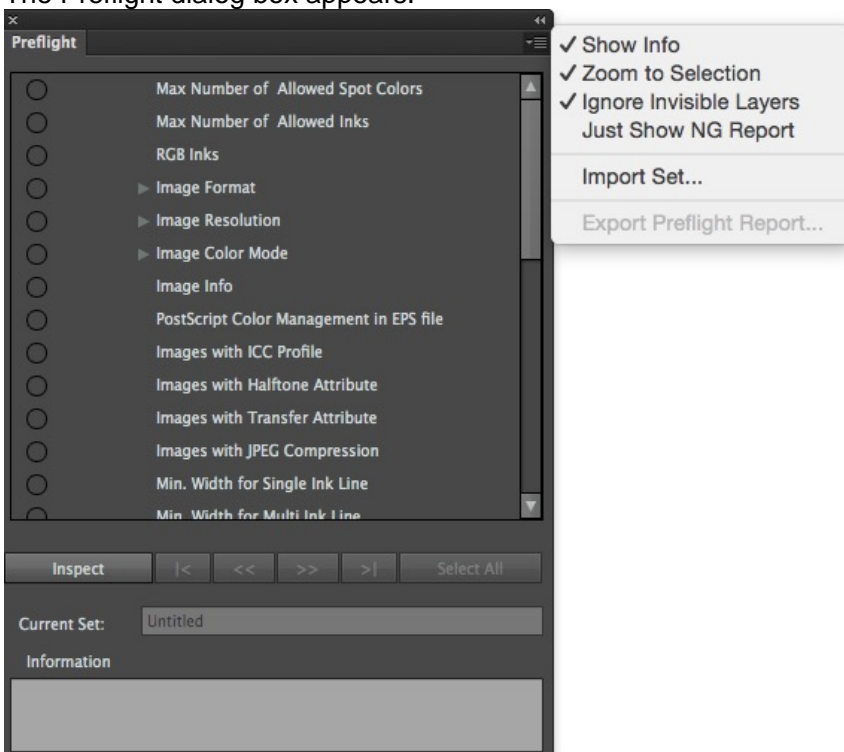 The Preflight dialog box appears.
Preflight
Max Number of Allowed Spot Colors
Max Number of Allowed Inks
RGB Inks
Image Format
Image Resolution
Image Color Mode
Image Info
PostScript Color Management in EPS file
Images with ICC Profile
Images with Halftone Attribute
Images with Transfer Attribute
Images with JPEG Compression
Min. Width for Single Ink Line
Min. Width for Multi Ink Line
Inspect |< << >> >| Select All
Current Set: Untitled
Information
✓ Show Info
✓ Zoom to Selection
✓ Ignore Invisible Layers
Just Show NG Report
Import Set...
Export Preflight Report...